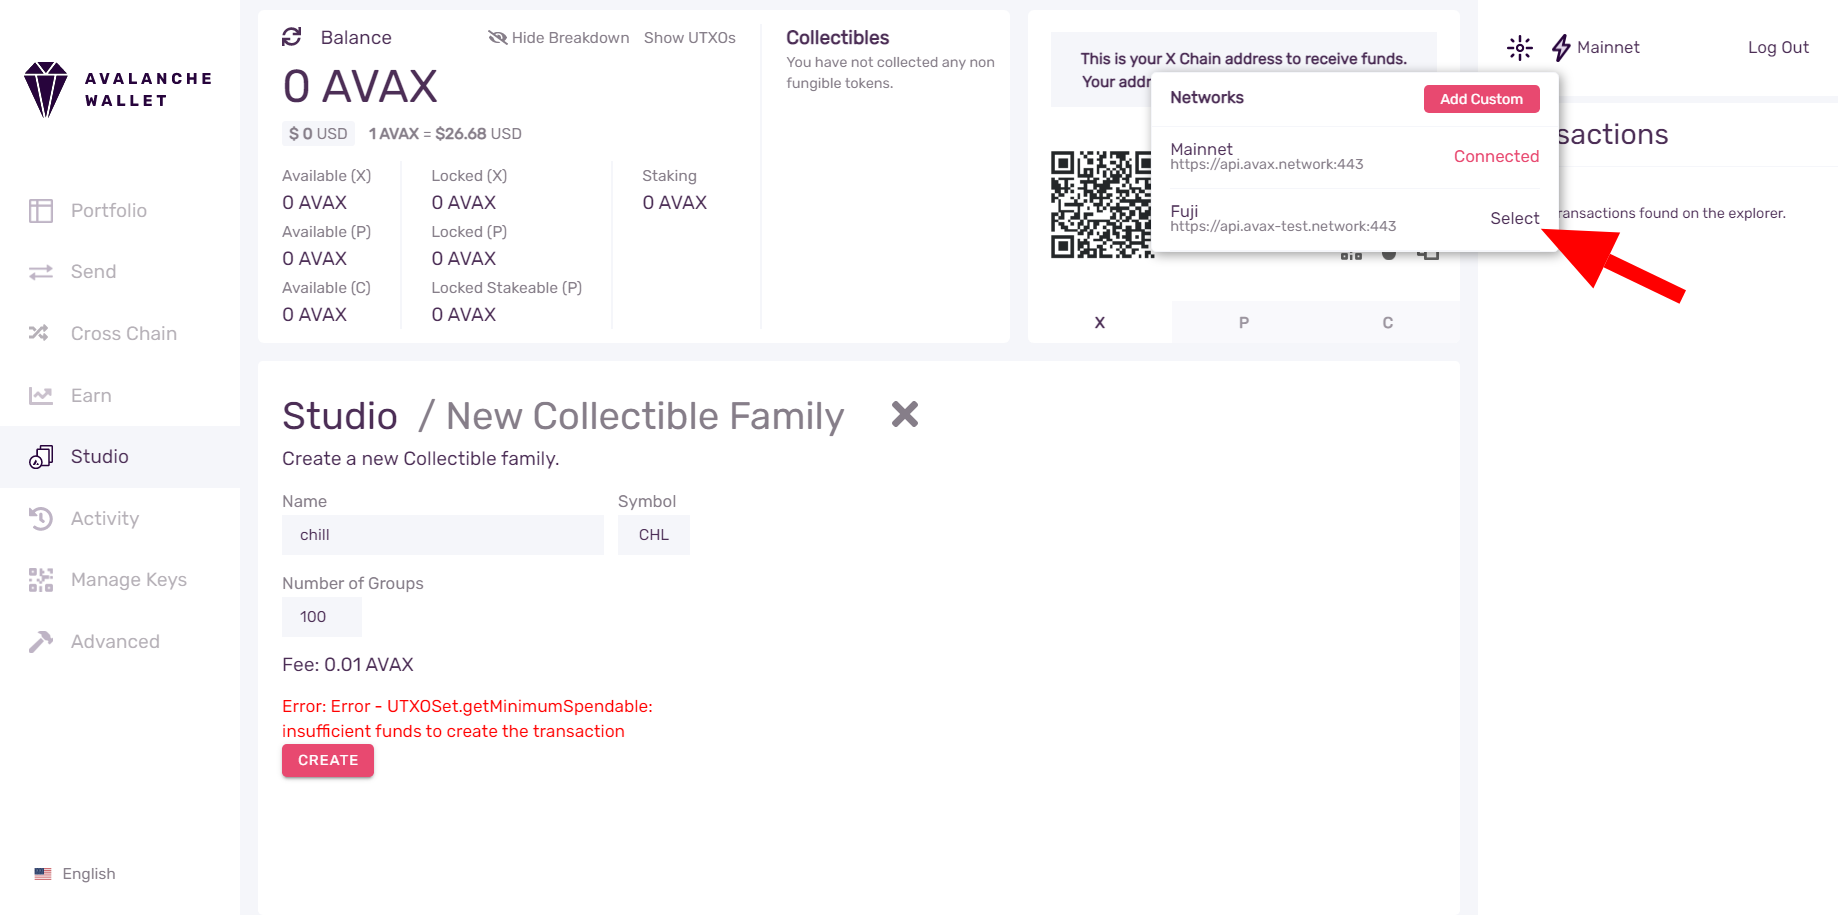 AVALANCHE
WALLET
Portfolio
Send
Cross Chain
Earn
Studio
Activity
Manage Keys
Advanced
English
Balance
Hide Breakdown
Show UTXOs
0 AVAX
$ 0 USD
1 AVAX = $26.68 USD
Available (X)
0 AVAX
Available (P)
0 AVAX
Available (C)
0 AVAX
Locked (X)
0 AVAX
Locked (P)
0 AVAX
Locked Stakeable (P)
0 AVAX
Staking
0 AVAX
Collectibles
You have not collected any non
fungible tokens.
This is your X Chain address to receive funds.
Your addr
X
P
C
Networks
Add Custom
Mainnet
https://api.avax.network:443
Connected
Fuji
https://api.avax-test.network:443
Select
Mainnet
Log Out
sactions
ransactions found on the explorer.
Studio / New Collectible Family
Create a new Collectible family.
Name
chill
Symbol
CHL
Number of Groups
100
Fee: 0.01 AVAX
Error: Error - UTXOSet.getMinimumSpendable:
insufficient funds to create the transaction
CREATE